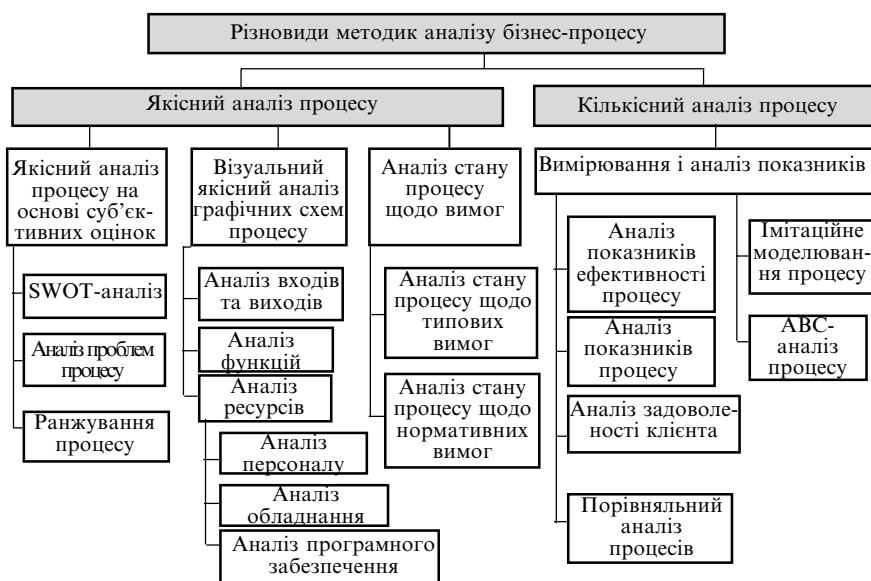 Різновиди методик аналізу бізнес-процесу
Якісний аналіз процесу
Кількісний аналіз процесу
Якісний аналіз
процесу на
основі суб’єк-
тивних оцінок
SWOT-аналіз
Аналіз проблем
процесу
Ранжування
процесу
Візуальний
якісний аналіз
графічних схем
процесу
Аналіз входів
та виходів
Аналіз
функцій
Аналіз
ресурсів
Аналіз
персоналу
Аналіз
обладнання
Аналіз програмного
забезпечення
Аналіз стану
процесу
щодо вимог
Аналіз стану
процесу щодо
типових
вимог
Аналіз стану
процесу щодо
нормативних
вимог
Вимірювання і аналіз показників
Аналіз
показників
ефективності
процесу
Аналіз
показників
процесу
Аналіз задоволе-
ності клієнта
Порівняльний
аналіз
процесів
Імітаційне
моделюван-
ня процесу
АВС-
аналіз
процесу